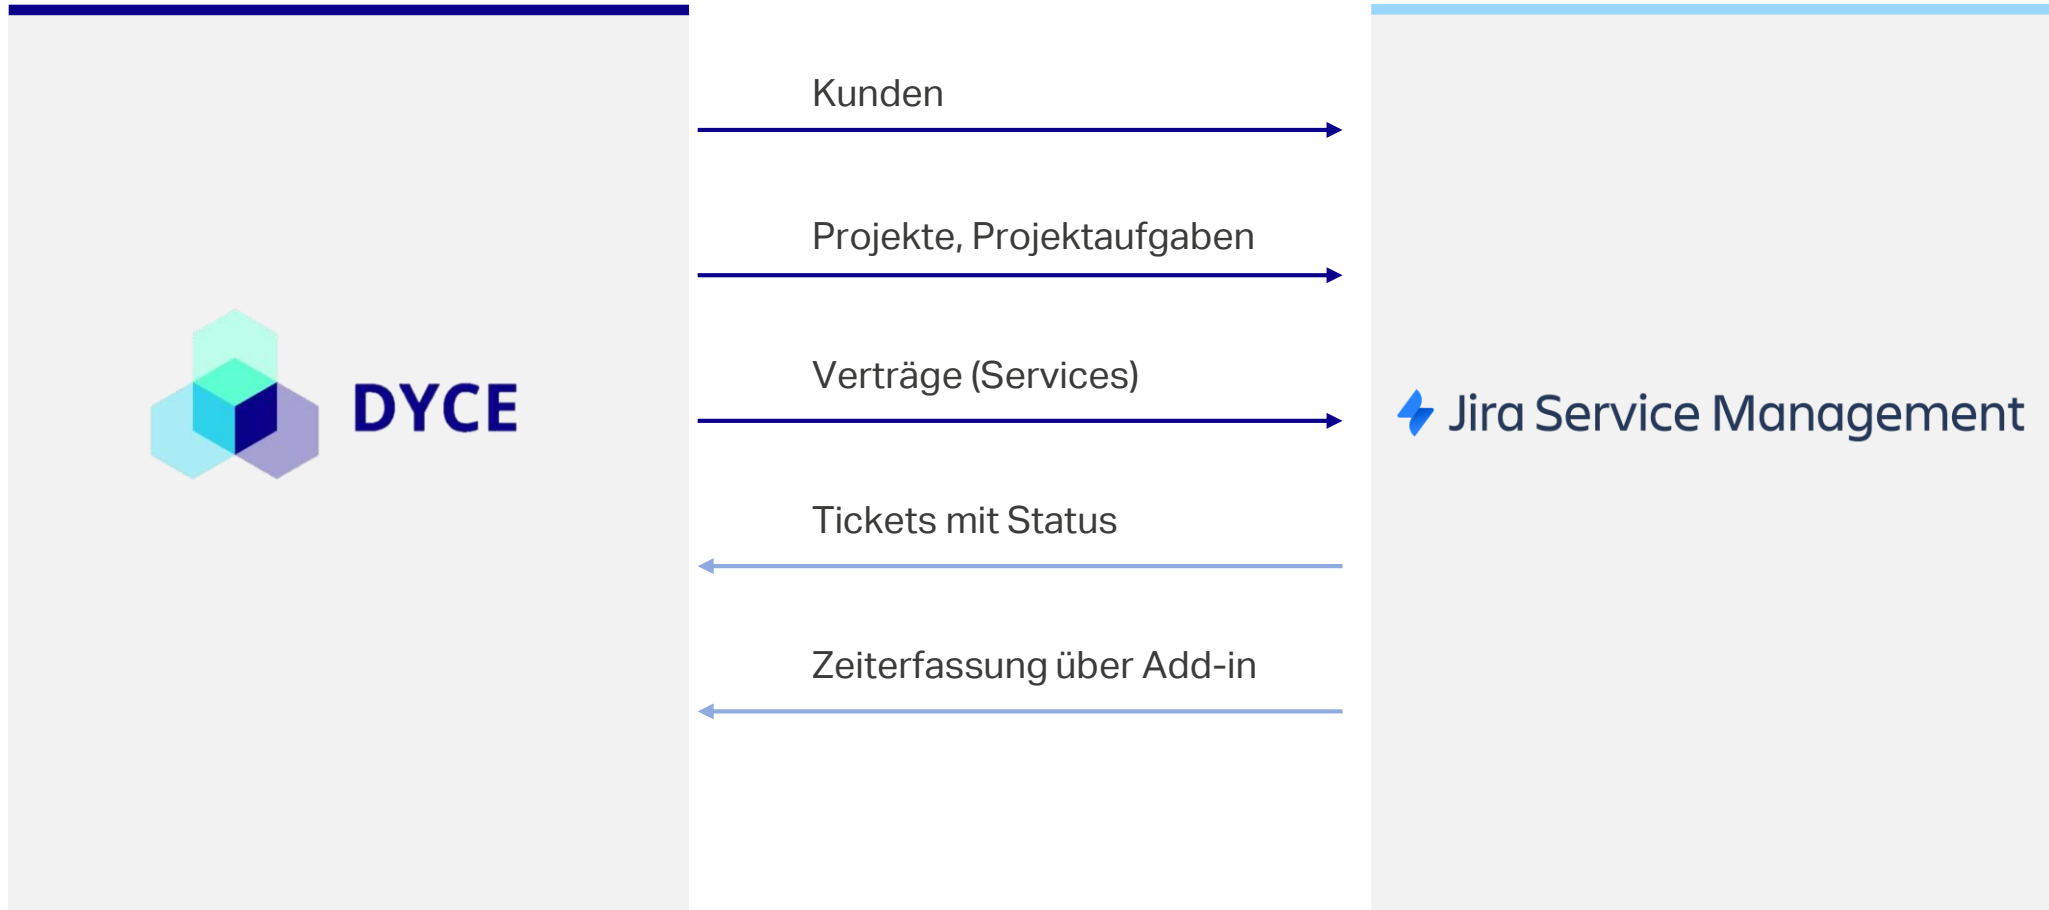 Kunden
Projekte, Projektaufgaben
Verträge (Services)
DYCE
Jira Service Management
Tickets mit Status
Zeiterfassung über Add-in